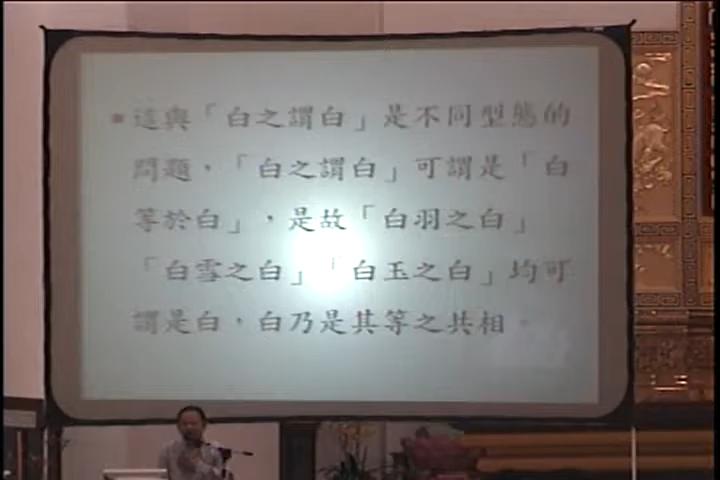 這與「白之謂白」是不同型態的
問題，「白之謂白」可謂是「白
等於白」，是故「白羽之白」
「白雪之白」「白玉之白」均可
謂是白，白乃是其等之共相。